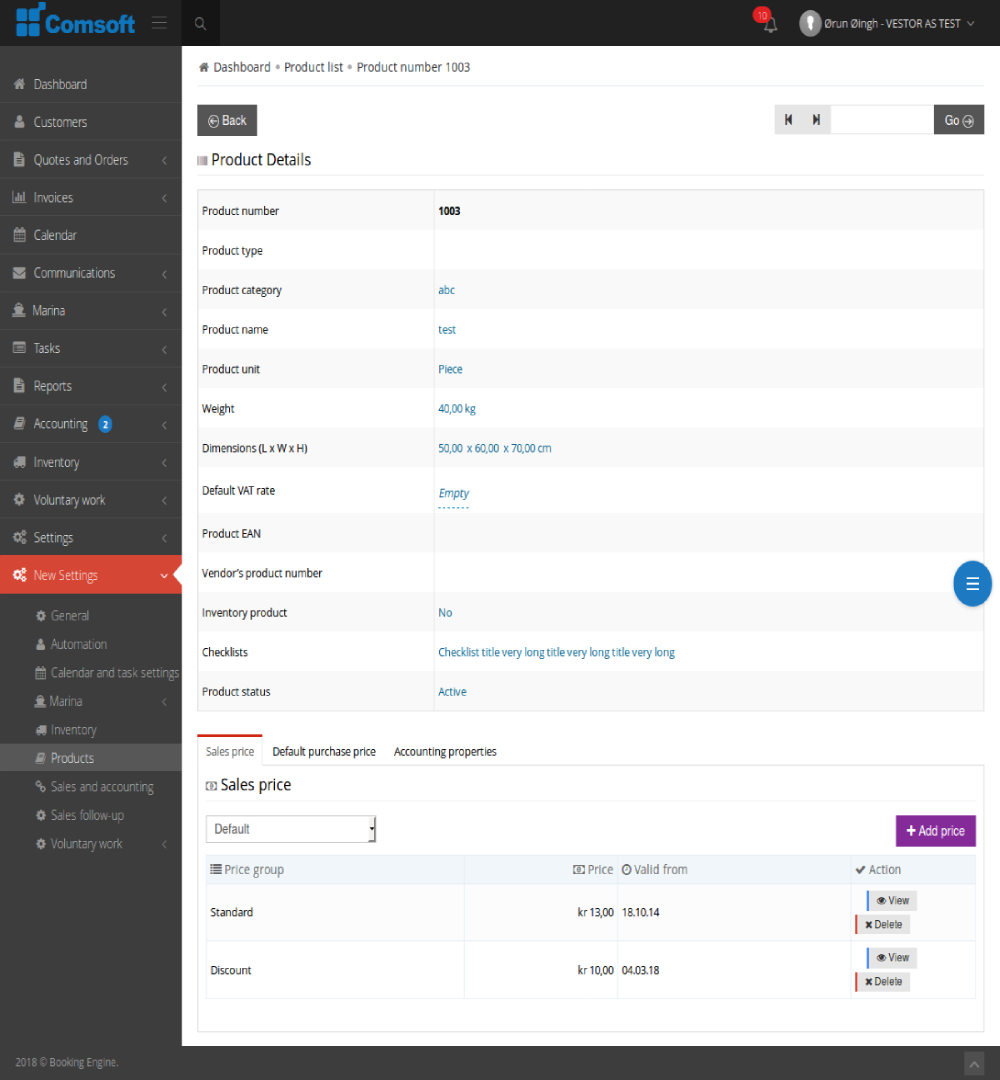 Comsoft
10
Ørun Øingh - VESTOR AS TEST
Dashboard
Customers
Quotes and Orders
Invoices
Calendar
Communications
Marina
Tasks
Reports
Accounting 2
Inventory
Voluntary work
Settings
New Settings
General
Automation
Calendar and task settings
Marina
Inventory
Products
Sales and accounting
Sales follow-up
Voluntary work
Dashboard • Product list • Product number 1003
Back
Go
Product Details
Product number 1003
Product type
Product category abc
Product name test
Product unit Piece
Weight 40,00 kg
Dimensions (L x W x H) 50,00 x 60,00 x 70,00 cm
Default VAT rate Empty
Product EAN
Vendor's product number
Inventory product No
Checklists Checklist title very long title very long title very long
Product status Active
Sales price Default purchase price Accounting properties
Sales price
Default
+ Add price
Price group Price Valid from Action
Standard kr 13,00 18.10.14 View
Delete
Discount kr 10,00 04.03.18 View
Delete
2018 © Booking Engine.